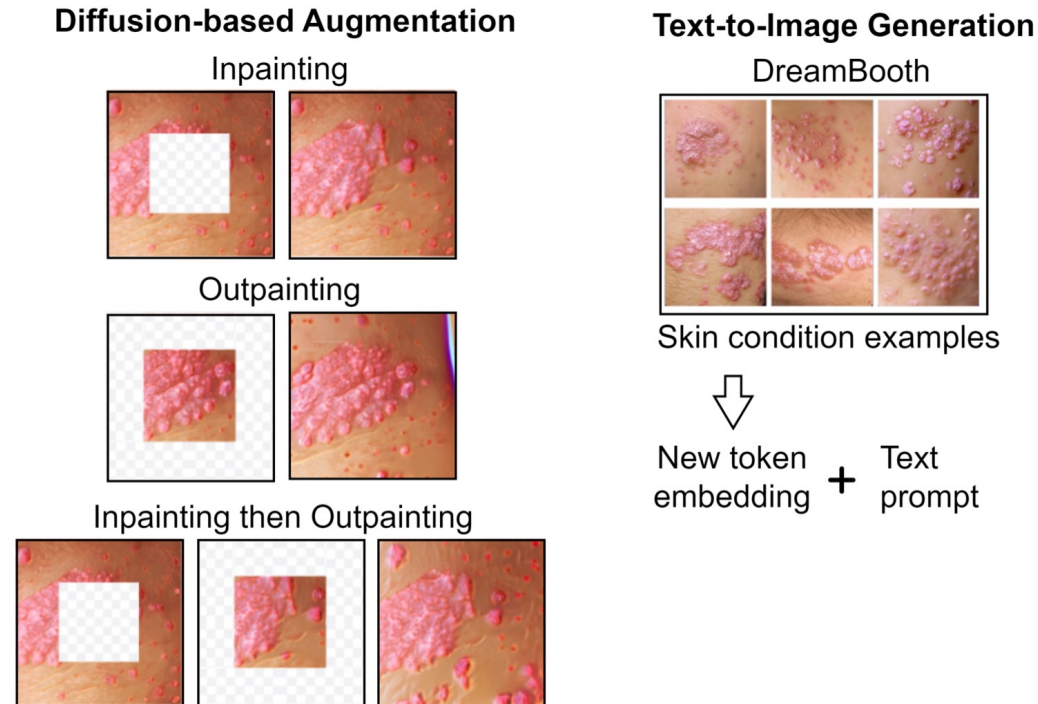 Diffusion-based Augmentation
Inpainting
Outpainting
Inpainting then Outpainting
Text-to-Image Generation
DreamBooth
Skin condition examples
New token
embedding
+
Text
prompt